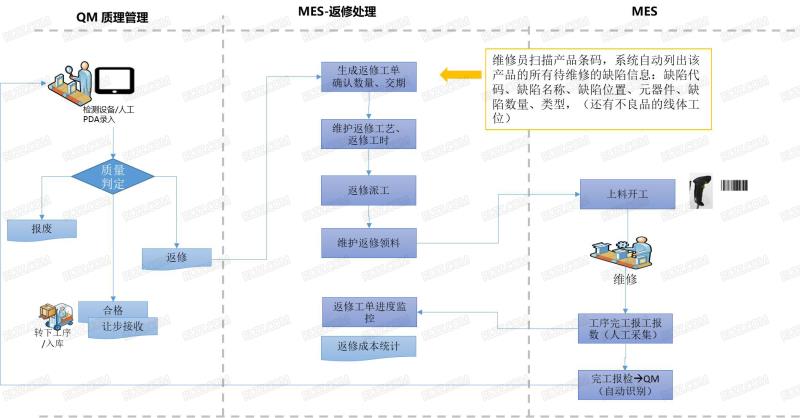 QM 质理管理
MES-返修处理
MES
检测设备/人工
PDA录入
质量
判定
报废
返修
合格
让步接收
转下工序
/入库
生成返修工单
确认数量、交期
维护返修工艺、
返修工时
返修派工
维护返修领料
返修工单进度监
控
返修成本统计
维修员扫描产品条码，系统自动列出该
产品的所有待维修的缺陷信息：缺陷代
码、缺陷名称、缺陷位置、元器件、缺
陷数量、类型，（还有不良品的线体工
位）
上料开工
维修
工序完工报工报
数（人工采集）
完工报检→QM
（自动识别）